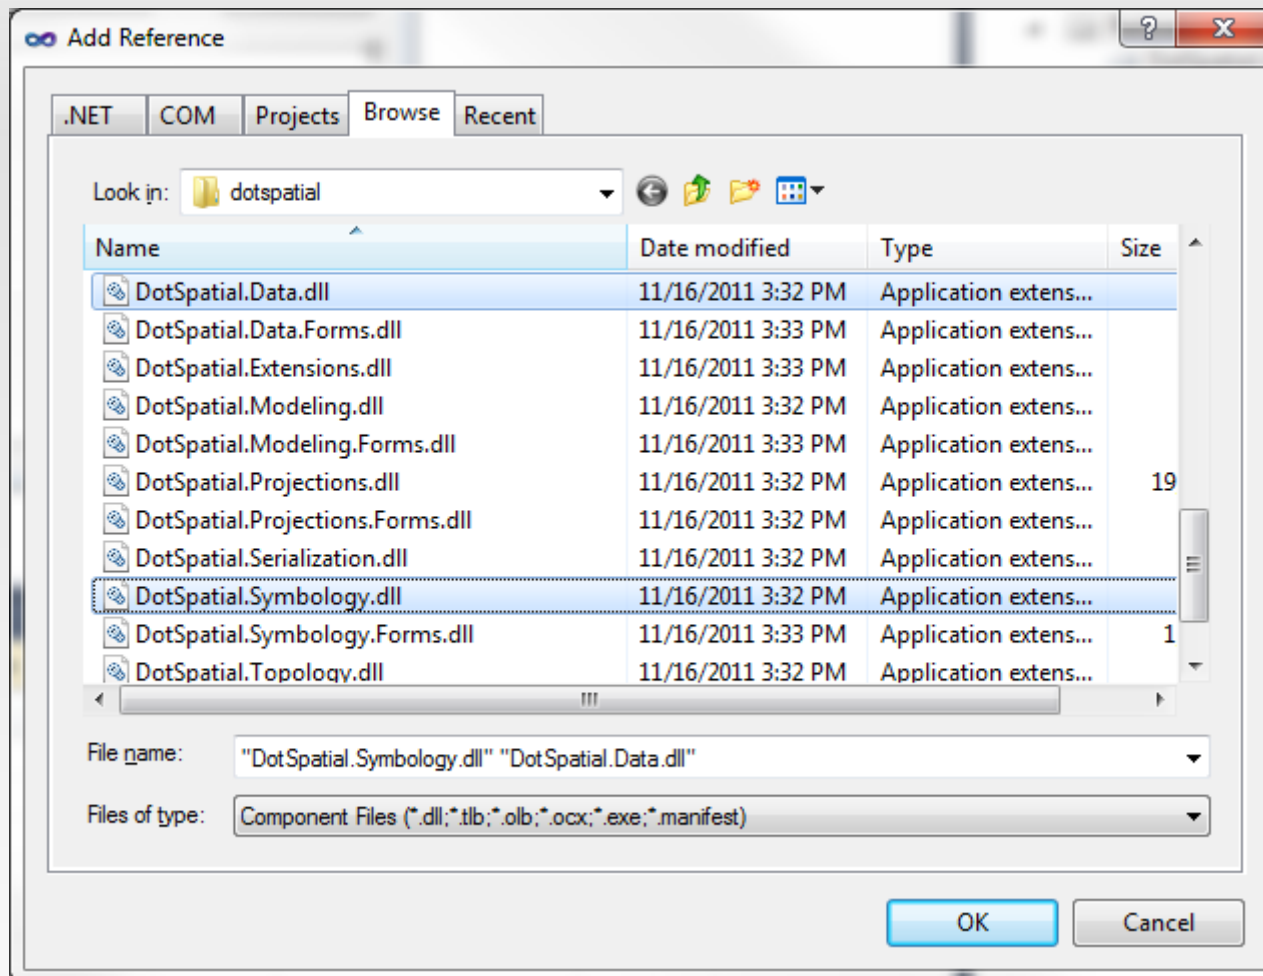 Add Reference
.NET COM Projects Browse Recent
Look in: dotspatial
Name Date modified Type Size
DotSpatial.Data.dll 11/16/2011 3:32 PM Application extens...
DotSpatial.Data.Forms.dll 11/16/2011 3:33 PM Application extens...
DotSpatial.Extensions.dll 11/16/2011 3:33 PM Application extens...
DotSpatial.Modeling.dll 11/16/2011 3:32 PM Application extens...
DotSpatial.Modeling.Forms.dll 11/16/2011 3:33 PM Application extens...
DotSpatial.Projections.dll 11/16/2011 3:32 PM Application extens... 19
DotSpatial.Projections.Forms.dll 11/16/2011 3:32 PM Application extens...
DotSpatial.Serialization.dll 11/16/2011 3:32 PM Application extens...
DotSpatial.Symbology.dll 11/16/2011 3:32 PM Application extens...
DotSpatial.Symbology.Forms.dll 11/16/2011 3:33 PM Application extens... 1
DotSpatial.Topology.dll 11/16/2011 3:32 PM Application extens...
File name: "DotSpatial.Symbology.dll" "DotSpatial.Data.dll"
Files of type: Component Files (*.dll;*.tlb;*.olb;*.ocx;*.exe;*.manifest)
OK Cancel